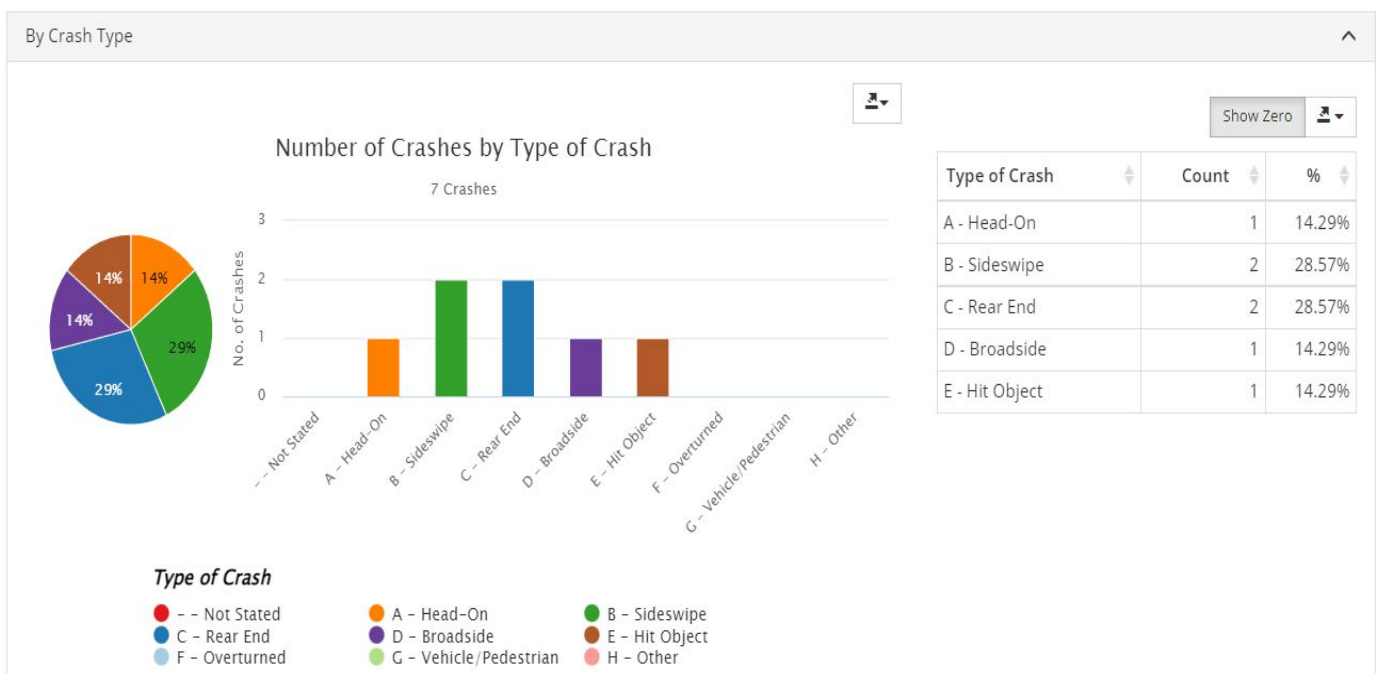 By Crash Type
Number of Crashes by Type of Crash
7 Crashes
14% 14%
14%
29%
29%
No. of Crashes
3
2
1
0
- - Not Stated
A - Head-On
B - Sideswipe
C - Rear End
D - Broadside
E - Hit Object
F - Overturned
G - Vehicle/Pedestrian
H - Other
Type of Crash
- - Not Stated A - Head-On B - Sideswipe
C - Rear End D - Broadside E - Hit Object
F - Overturned G - Vehicle/Pedestrian H - Other
Show Zero
Type of Crash Count %
A - Head-On 1 14.29%
B - Sideswipe 2 28.57%
C - Rear End 2 28.57%
D - Broadside 1 14.29%
E - Hit Object 1 14.29%